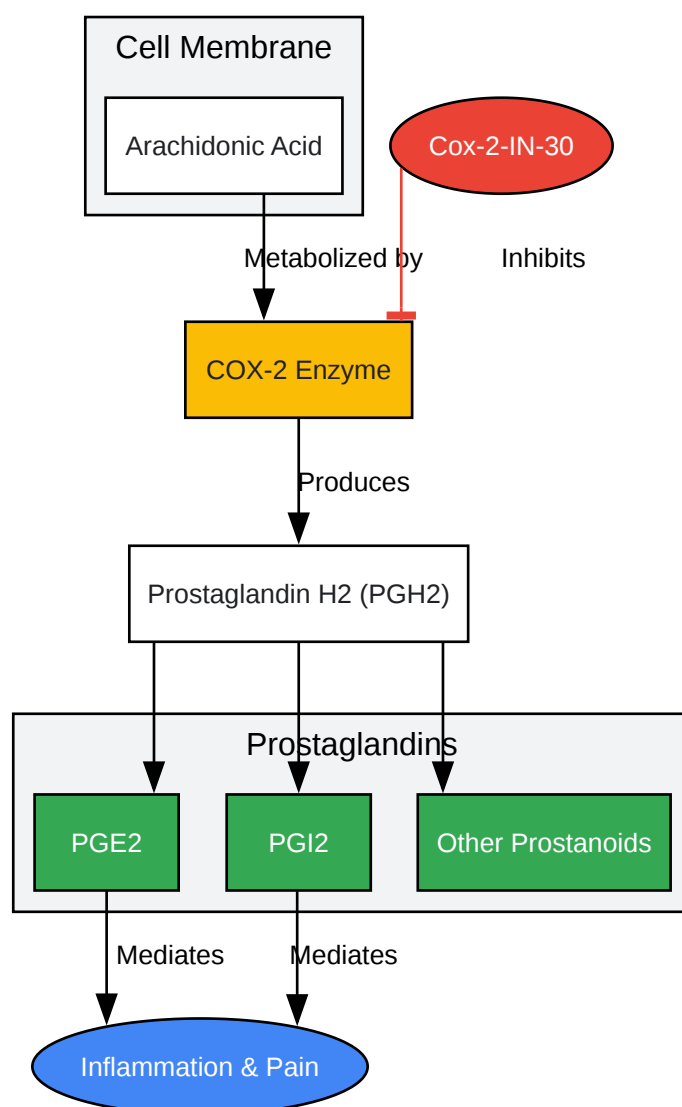 Cell Membrane
Arachidonic Acid
Cox-2-IN-30
Metabolized by
Inhibits
COX-2 Enzyme
Produces
Prostaglandin H2 (PGH2)
Prostaglandins
PGE2
PGI2
Other Prostanoids
Mediates
Mediates
Inflammation & Pain